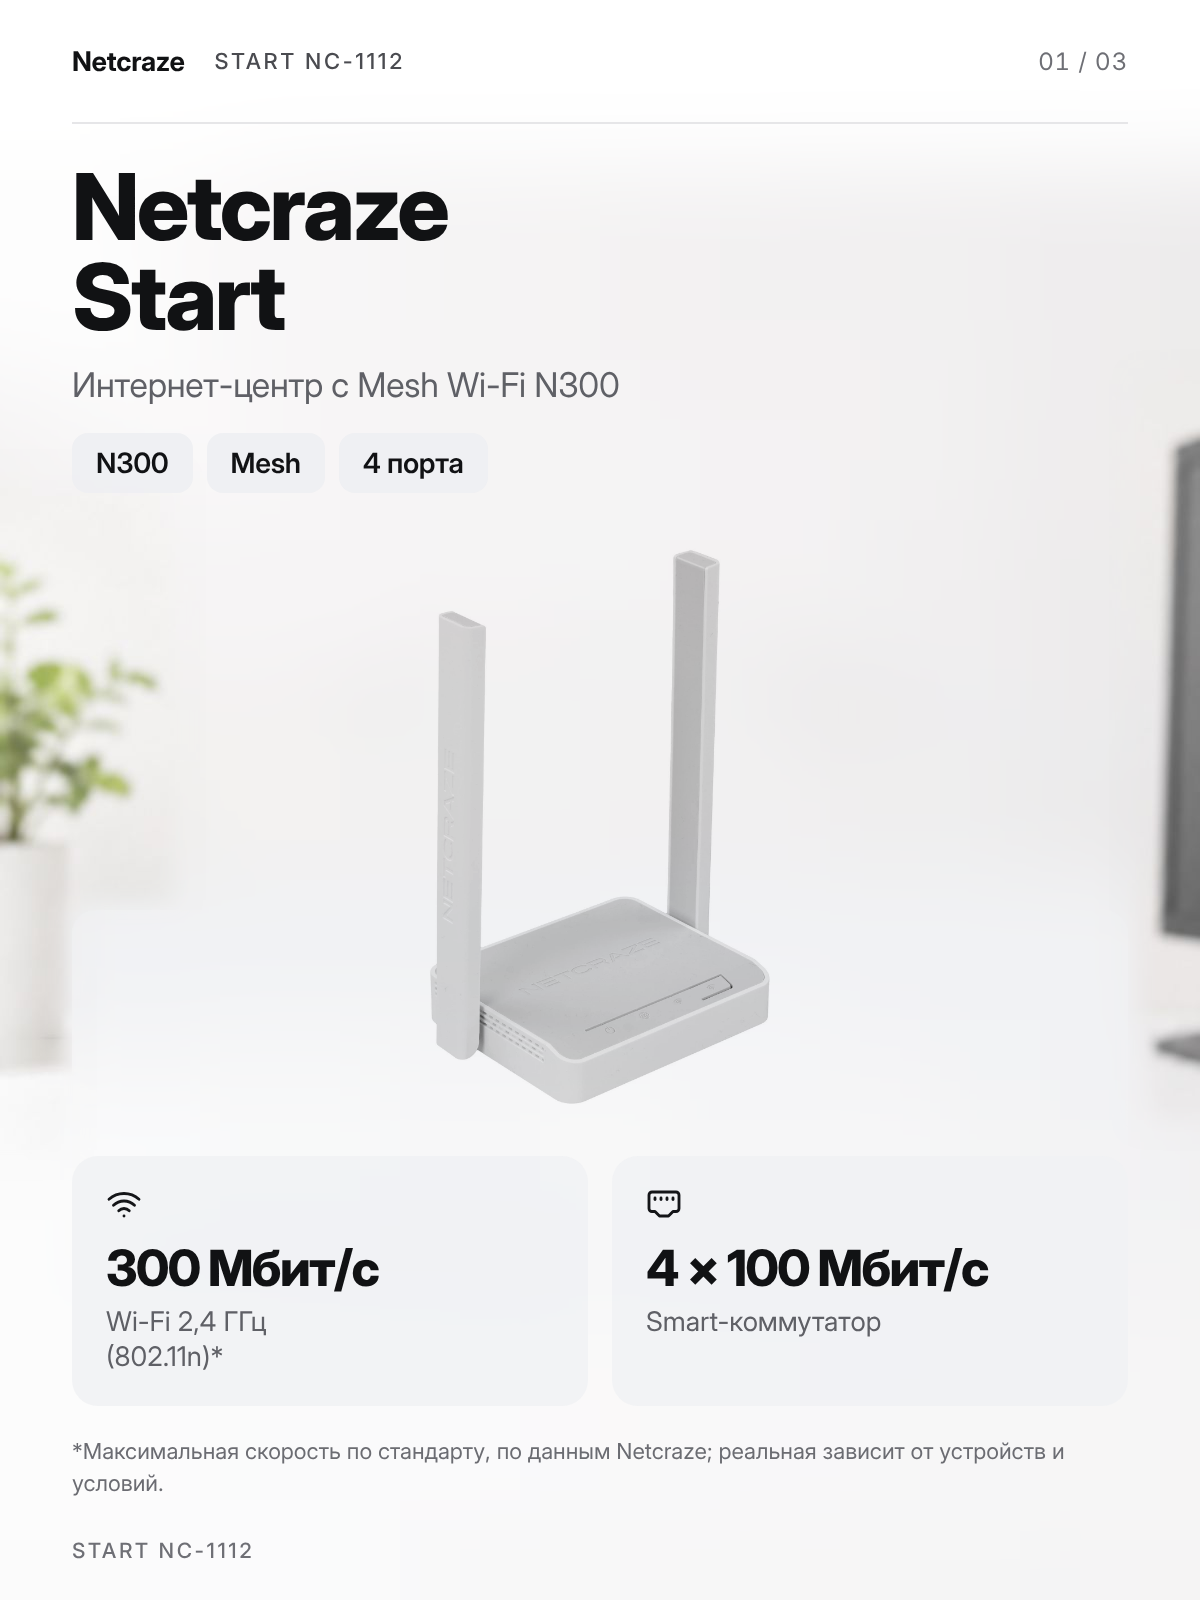 Netcraze START NC-1112 01 / 03
Netcraze
Start
Интернет-центр с Mesh Wi-Fi N300
N300 Mesh 4 порта
NETCRAZE
NETCRAZE
300 Мбит/с
Wi-Fi 2,4 ГГц
(802.11n)*
4 × 100 Мбит/с
Smart-коммутатор
*Максимальная скорость по стандарту, по данным Netcraze; реальная зависит от устройств и
условий.
START NC-1112